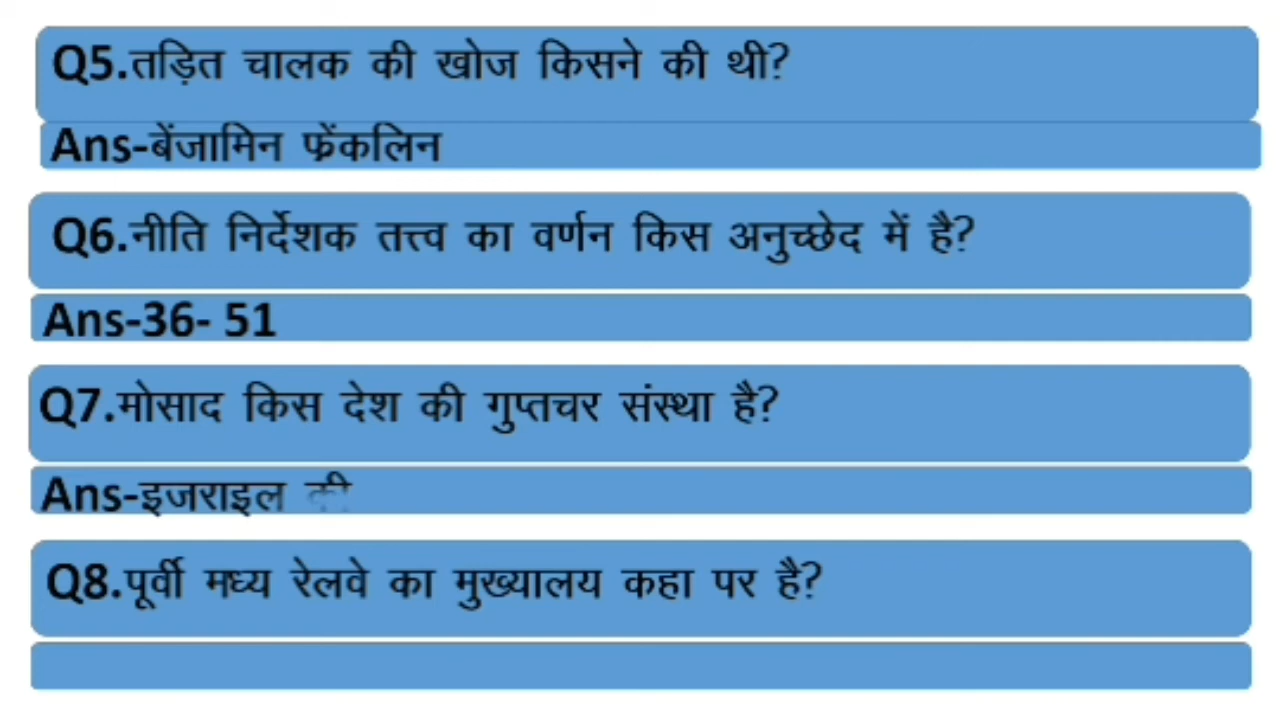 Q5.तड़ित चालक की खोज किसने की थी?
Ans-बेंजामिन फ्रेंकलिन
Q6.नीति निर्देशक तत्त्व का वर्णन किस अनुच्छेद में है?
Ans-36- 51
Q7.मोसाद किस देश की गुप्तचर संस्था है?
Ans-इजराइल की
Q8.पूर्वी मध्य रेलवे का मुख्यालय कहा पर है?